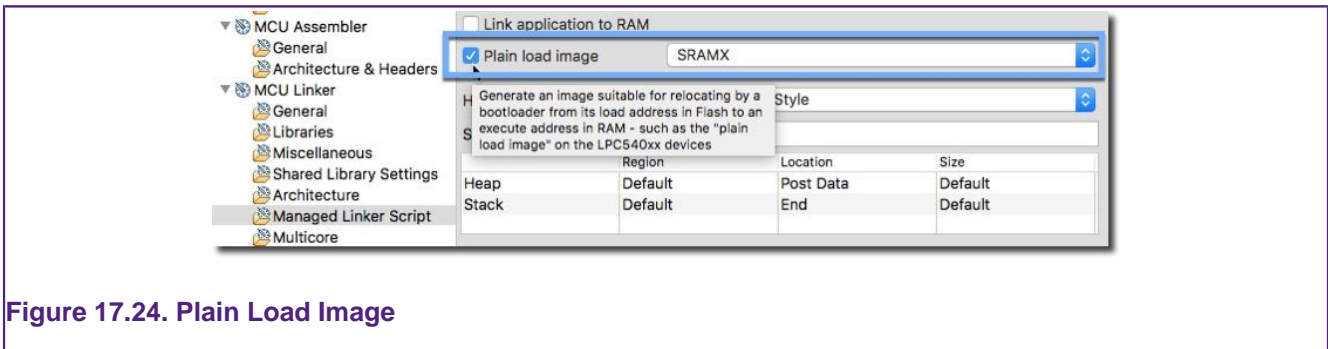 MCU Assembler
General
Architecture & Headers
MCU Linker
General
Libraries
Miscellaneous
Shared Library Settings
Architecture
Managed Linker Script
Multicore
Link application to RAM
Plain load image SRAMX
H Style
Generate an image suitable for relocating by a
bootloader from its load address in Flash to an
execute address in RAM - such as the "plain
load image" on the LPC540xx devices
S
Region Location Size
Heap Default Post Data Default
Stack Default End Default
Figure 17.24. Plain Load Image